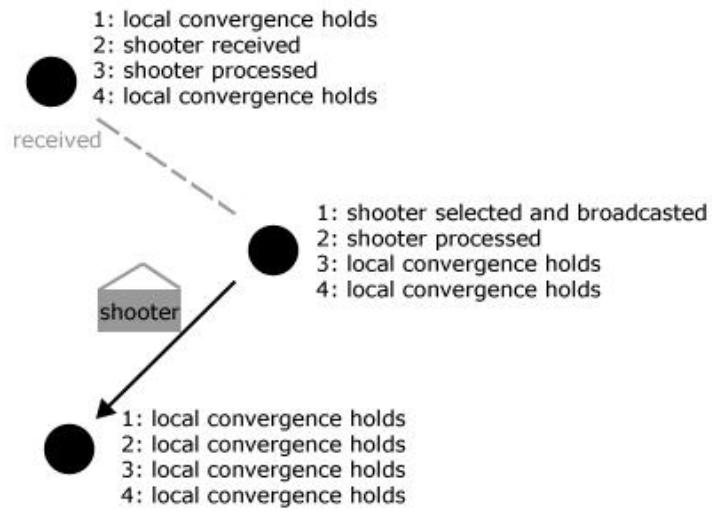 1: local convergence holds
2: shooter received
3: shooter processed
4: local convergence holds
received
1: shooter selected and broadcasted
2: shooter processed
3: local convergence holds
4: local convergence holds
shooter
1: local convergence holds
2: local convergence holds
3: local convergence holds
4: local convergence holds